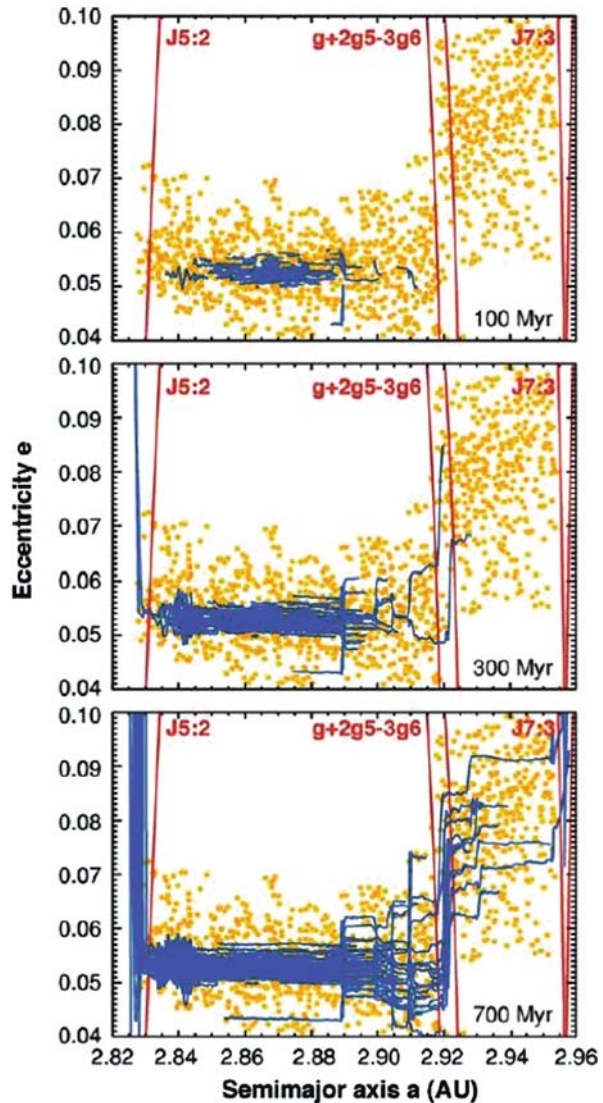 J5:2 g+2g5-3g6 J7:3
0.10
0.09
0.08
0.07
0.06
0.05
0.04
100 Myr
J5:2 g+2g5-3g6 J7:3
0.10
0.09
0.08
0.07
0.06
0.05
0.04
300 Myr
J5:2 g+2g5-3g6 J7:3
0.10
0.09
0.08
0.07
0.06
0.05
0.04
700 Myr
Eccentricity e
2.82 2.84 2.86 2.88 2.90 2.92 2.94 2.96
Semimajor axis a (AU)